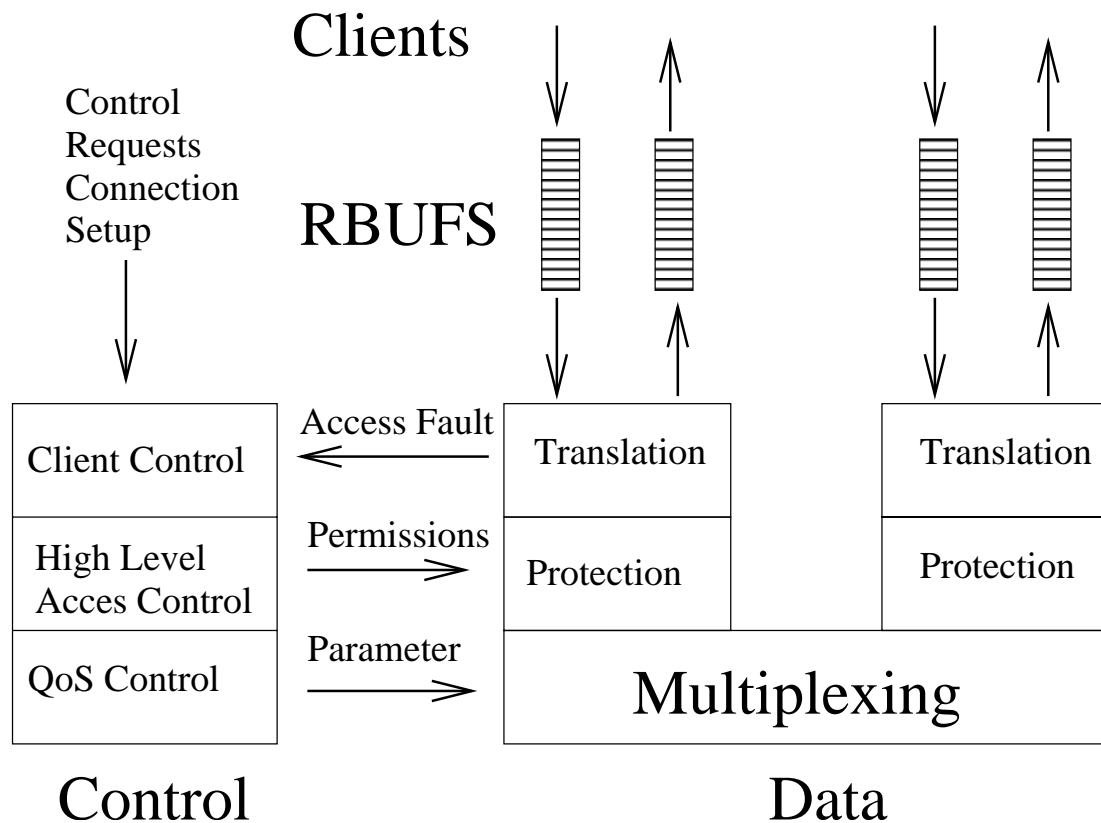 Clients
Control
Requests
Connection
Setup
RBUFS
Access Fault
Client Control
Translation
Translation
Permissions
High Level
Acces Control
Protection
Protection
Parameter
QoS Control
Multiplexing
Control
Data